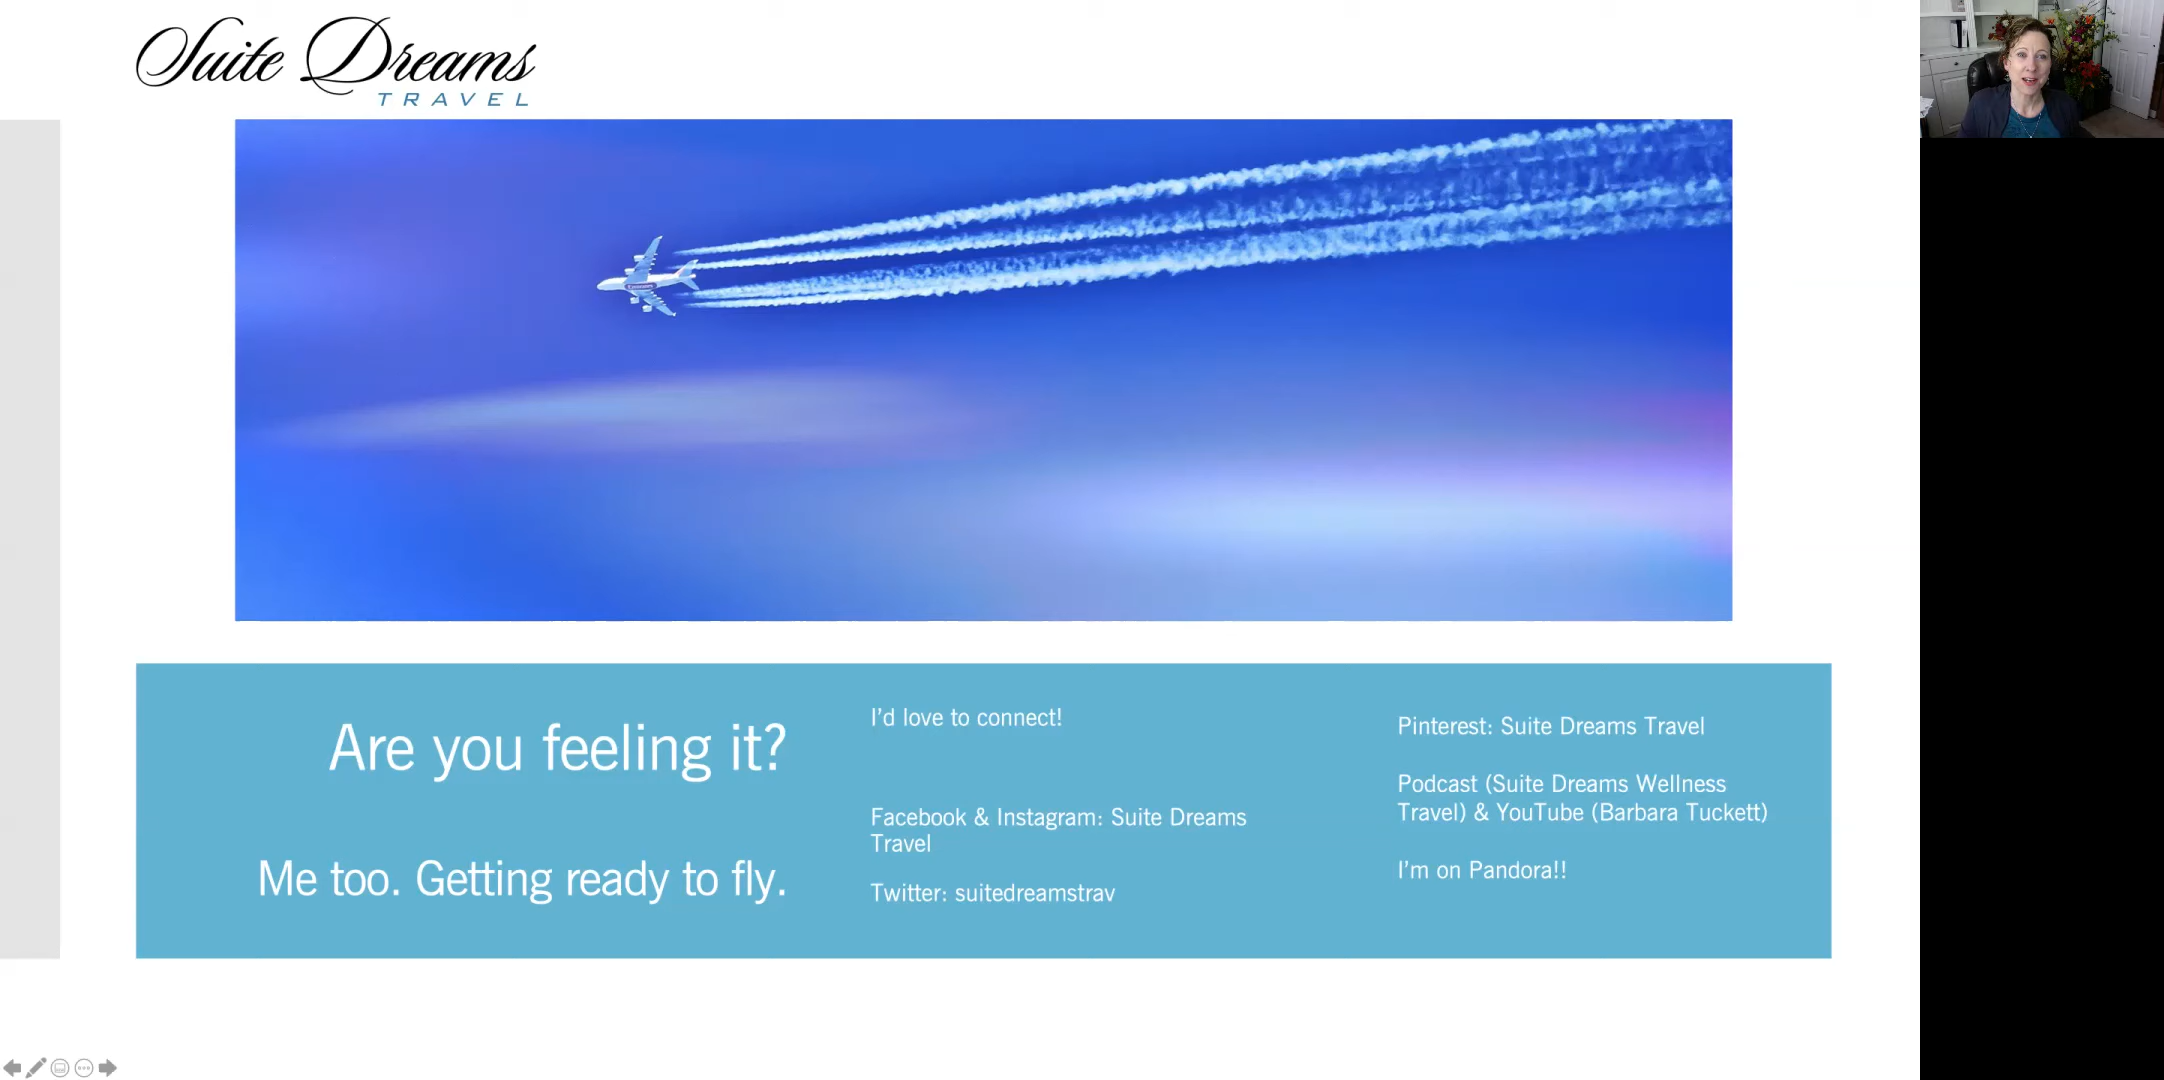 Suite Dreams
TRAVEL
Emirates
Are you feeling it?
Me too. Getting ready to fly.
I'd love to connect!
Facebook & Instagram: Suite Dreams
Travel
Twitter: suitedreamstrav
Pinterest: Suite Dreams Travel
Podcast (Suite Dreams Wellness
Travel) & YouTube (Barbara Tuckett)
I'm on Pandora!!